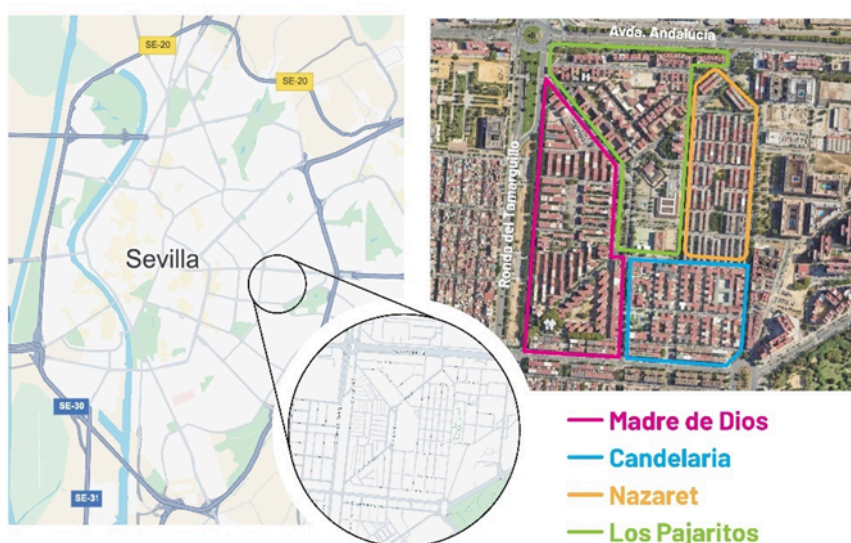 SE-20
SE-20
Sevilla
SE-30
SE-31
Avda. Andalucía
Ronda del Tamarguillo
Madre de Dios
Candelaria
Nazaret
Los Pajaritos